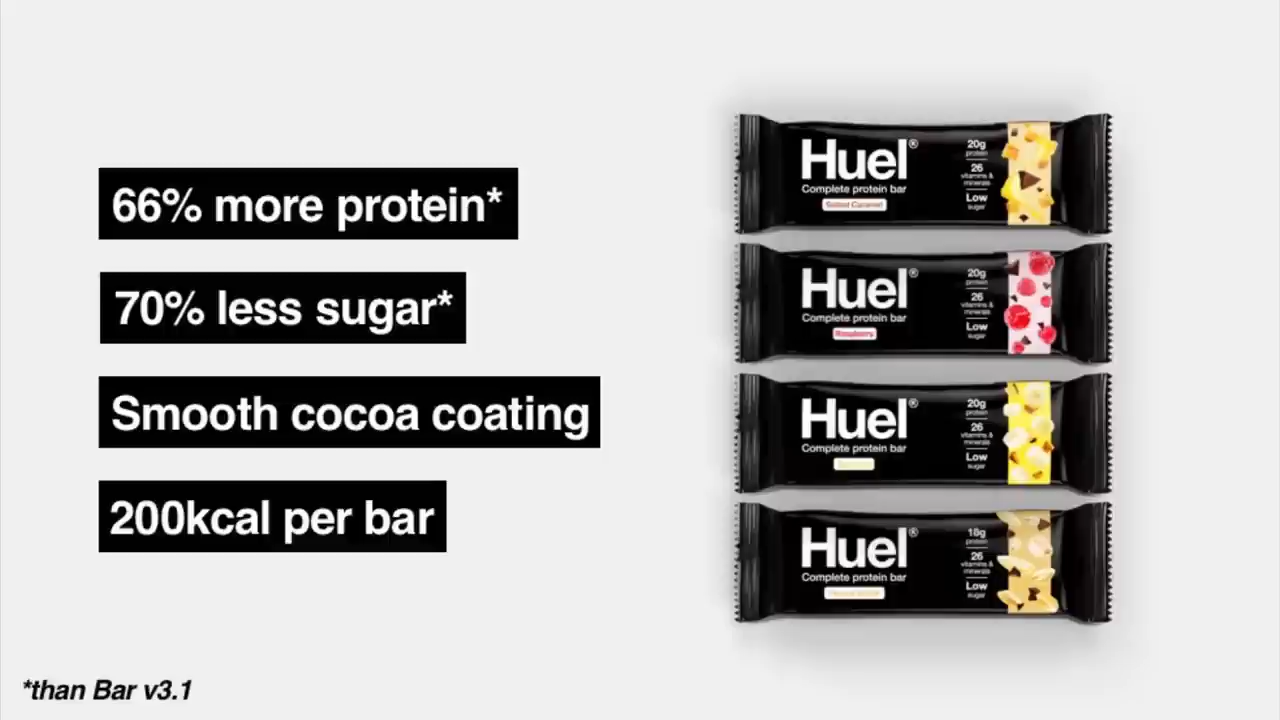 66% more protein*
70% less sugar*
Smooth cocoa coating
200kcal per bar
*than Bar v3.1
Huel®
Complete protein bar
Salted Caramel
20g
protein
26
vitamins &
minerals
Low
sugar
Huel®
Complete protein bar
Raspberry
20g
protein
26
vitamins &
minerals
Low
sugar
Huel®
Complete protein bar
20g
protein
26
vitamins &
minerals
Low
sugar
Huel®
Complete protein bar
18g
protein
26
vitamins &
minerals
Low
sugar